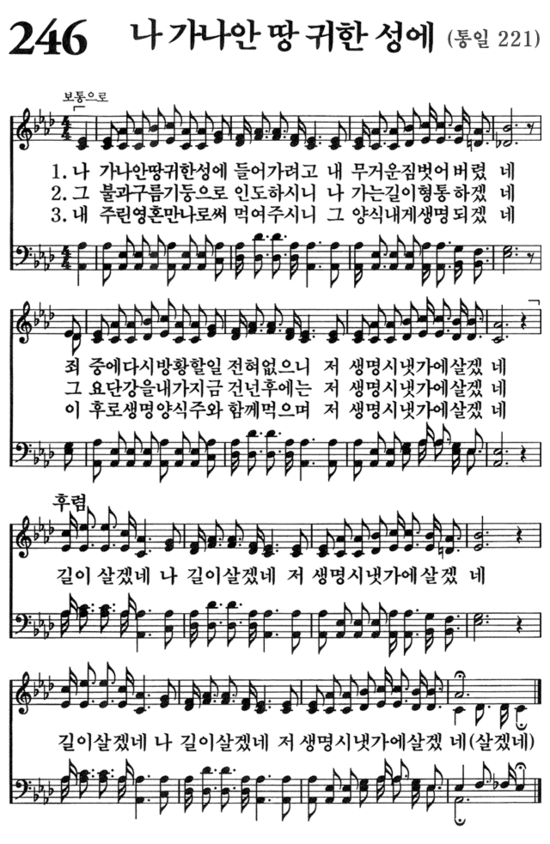 246 나 가나안 땅 귀한 성에 (통일 221)
보통으로
1. 나 가나안땅귀한성에 들어가려고 내 무거운짐벗어 버렸 네
2. 그 불과구름기둥으로 인도하시니 나 가는길이형통 하겠 네
3. 내 주린영혼만나로써 먹여주시니 그 양식내게생명 되겠 네
죄 중에다시방황할일 전혀없으니 저 생명시냇가에살겠 네
그 요단강을내가지금 건넌후에는 저 생명시냇가에살겠 네
이 후로생명양식주와 함께먹으며 저 생명시냇가에살겠 네
후렴
길이 살겠네 나 길이살겠네 저 생명시냇가에살겠 네
길이살겠네 나 길이살겠네 저 생명시냇가에살겠 네(살겠네)